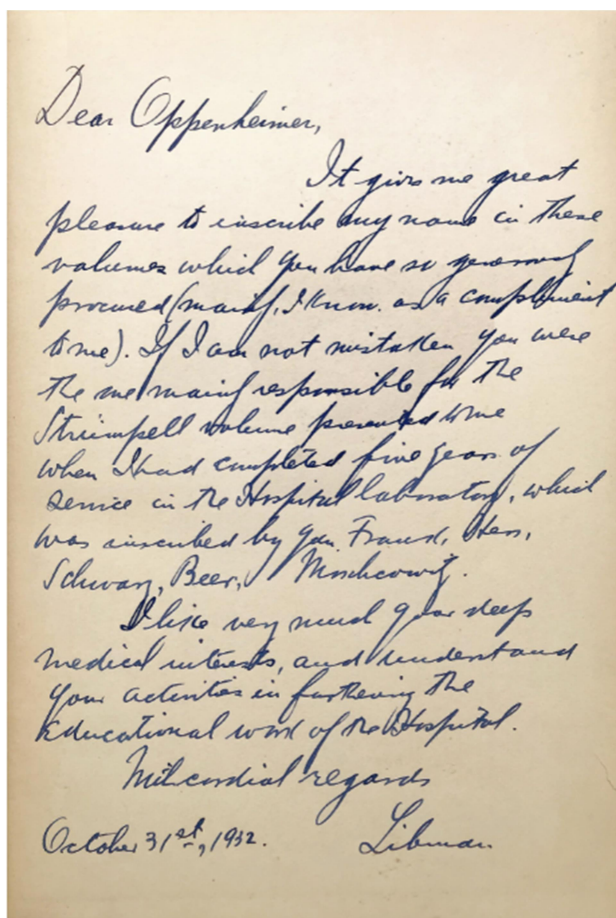 Dear Oppenheimer,
It gives me great
pleasure to inscribe my name in these
volumes which you have so generously
procured (mainly, I know. as a compliment
to me). If I am not mistaken you were
the one mainly responsible for the
Strümpell volume presented to me
when I had completed five years of
service in the Hospital laboratory, which
was inscribed by you, Hess,
Schwarz, Beer, Moschcowitz.
I like very much your deep
medical interests, and understand
your activities in furthering the
Educational work of the Hospital.
With cordial regards
October 31st, 1932. Libman